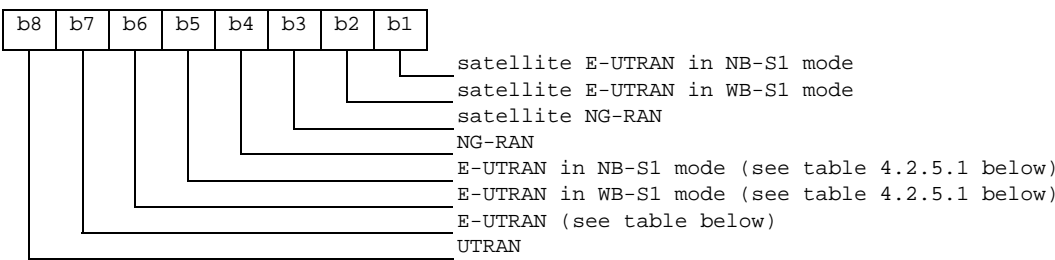 b8 b7 b6 b5 b4 b3 b2 b1
satellite E-UTRAN in NB-S1 mode
satellite E-UTRAN in WB-S1 mode
satellite NG-RAN
NG-RAN
E-UTRAN in NB-S1 mode (see table 4.2.5.1 below)
E-UTRAN in WB-S1 mode (see table 4.2.5.1 below)
E-UTRAN (see table below)
UTRAN